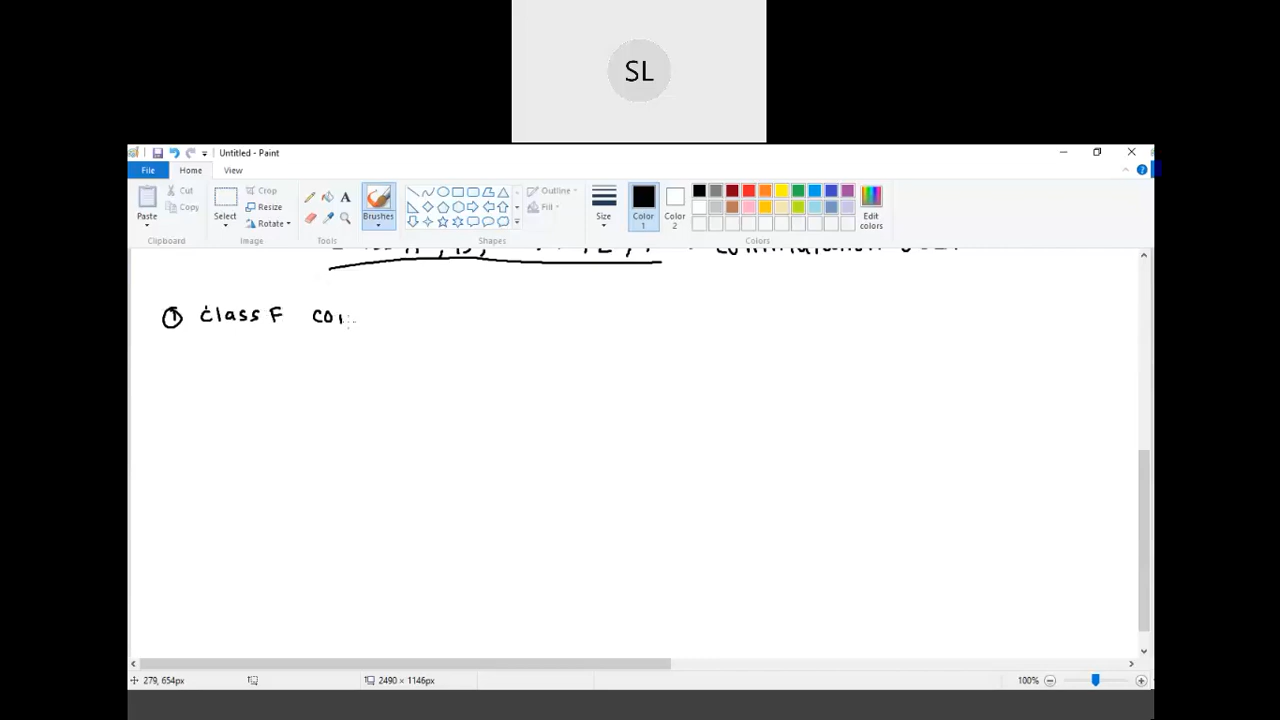 SL
Untitled - Paint
File Home View
Paste
Cut
Copy
Clipboard
Select
Crop
Resize
Rotate
Image
Tools
Brushes
Outline
Fill
Shapes
Size
Color 1
Color 2
Edit colors
Colors
① class F co
279, 654px
2490 × 1146px
100%